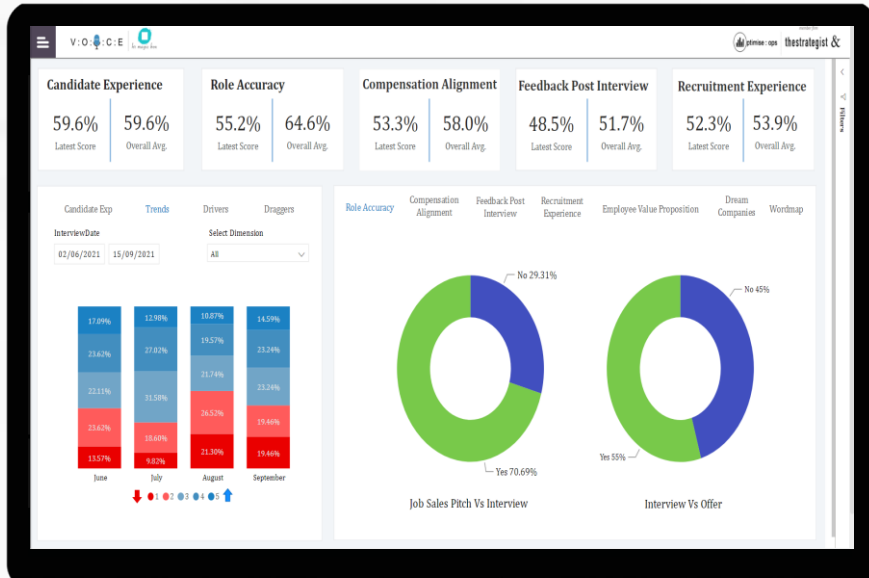 V:O:C:E
ptimise:ops
thestrategist &
Candidate Experience
59.6% 59.6%
Latest Score Overall Avg.
Role Accuracy
55.2% 64.6%
Latest Score Overall Avg.
Compensation Alignment
53.3% 58.0%
Latest Score Overall Avg.
Feedback Post Interview
48.5% 51.7%
Latest Score Overall Avg.
Recruitment Experience
52.3% 53.9%
Latest Score Overall Avg.
Filters
Candidate Exp Trends Drivers Draggers
InterviewDate Select Dimension
02/06/2021 15/09/2021 All
17.09% 12.98% 10.87% 14.59%
23.62% 27.02% 19.57% 23.24%
22.11% 31.58% 21.74% 23.24%
23.62% 18.60% 26.52% 19.46%
13.57% 9.82% 21.30% 19.46%
June July August September
1 2 3 4 5
Role Accuracy
Compensation
Alignment
Feedback Post
Interview
Recruitment
Experience
Employee Value Proposition
Dream
Companies
Wordmap
No 29.31%
Yes 70.69%
Job Sales Pitch Vs Interview
No 45%
Yes 55%
Interview Vs Offer